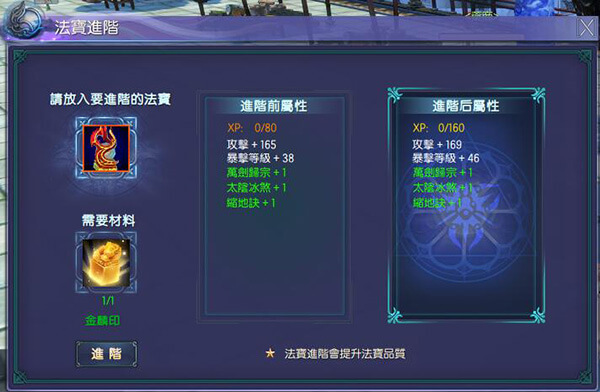 法寶進階
X
請放入要進階的法寶
需要材料
1/1
金麟印
進階
進階前屬性
XP: 0/80
攻擊+165
暴擊等級+38
萬劍歸宗+1
太陰冰煞+1
縮地訣+1
進階后屬性
XP: 0/160
攻擊+169
暴擊等級+46
萬劍歸宗+1
太陰冰煞+1
縮地訣+1
法寶進階會提升法寶品質